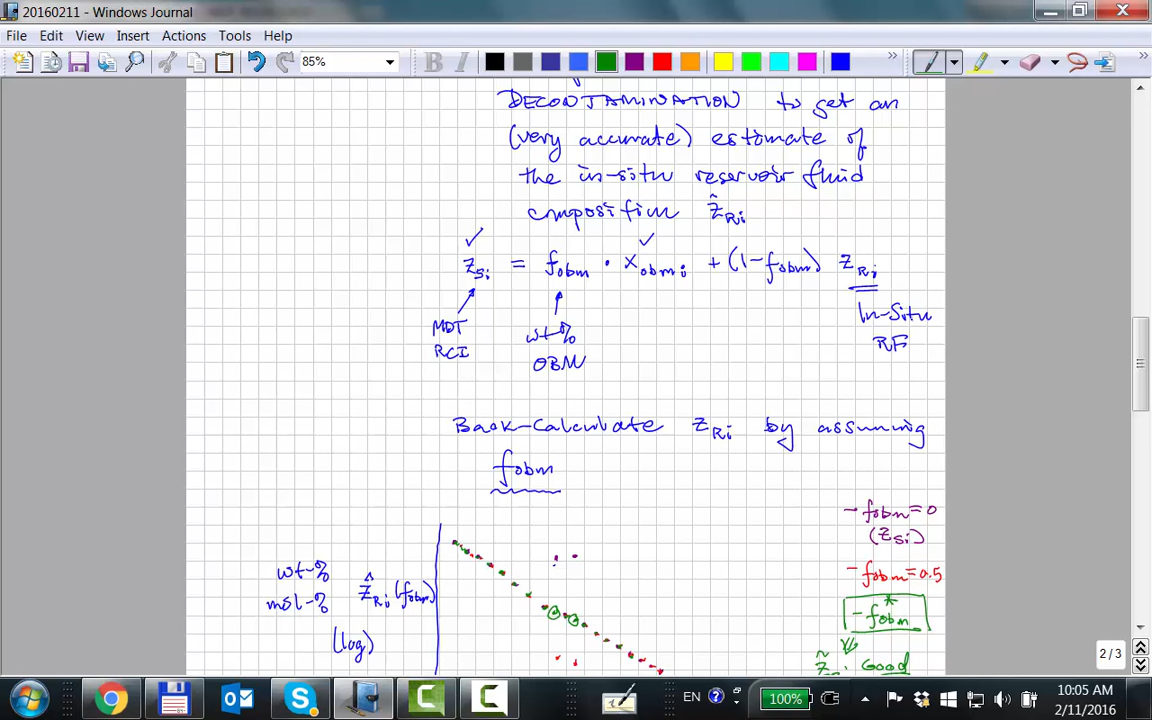 20160211 - Windows Journal
File Edit View Insert Actions Tools Help
85%
DECONTAMINATION to get an
(very accurate) estimate of
the in-situ reservoir fluid
composition ẑRi
✓ ✓
zsi = fobm · xobmi + (1-fobm) zRi
MDT
RCI
wt-%
OBM
In-Situ
RF
Back-Calculate zRi by assuming
fobm
- fobm = 0
(zsi)
- fobm = 0.5
- f*obm
z̃ . Good
wt-%
mol-%
ẑRi (fobm)
(log)
2 / 3
EN
100%
10:05 AM
2/11/2016